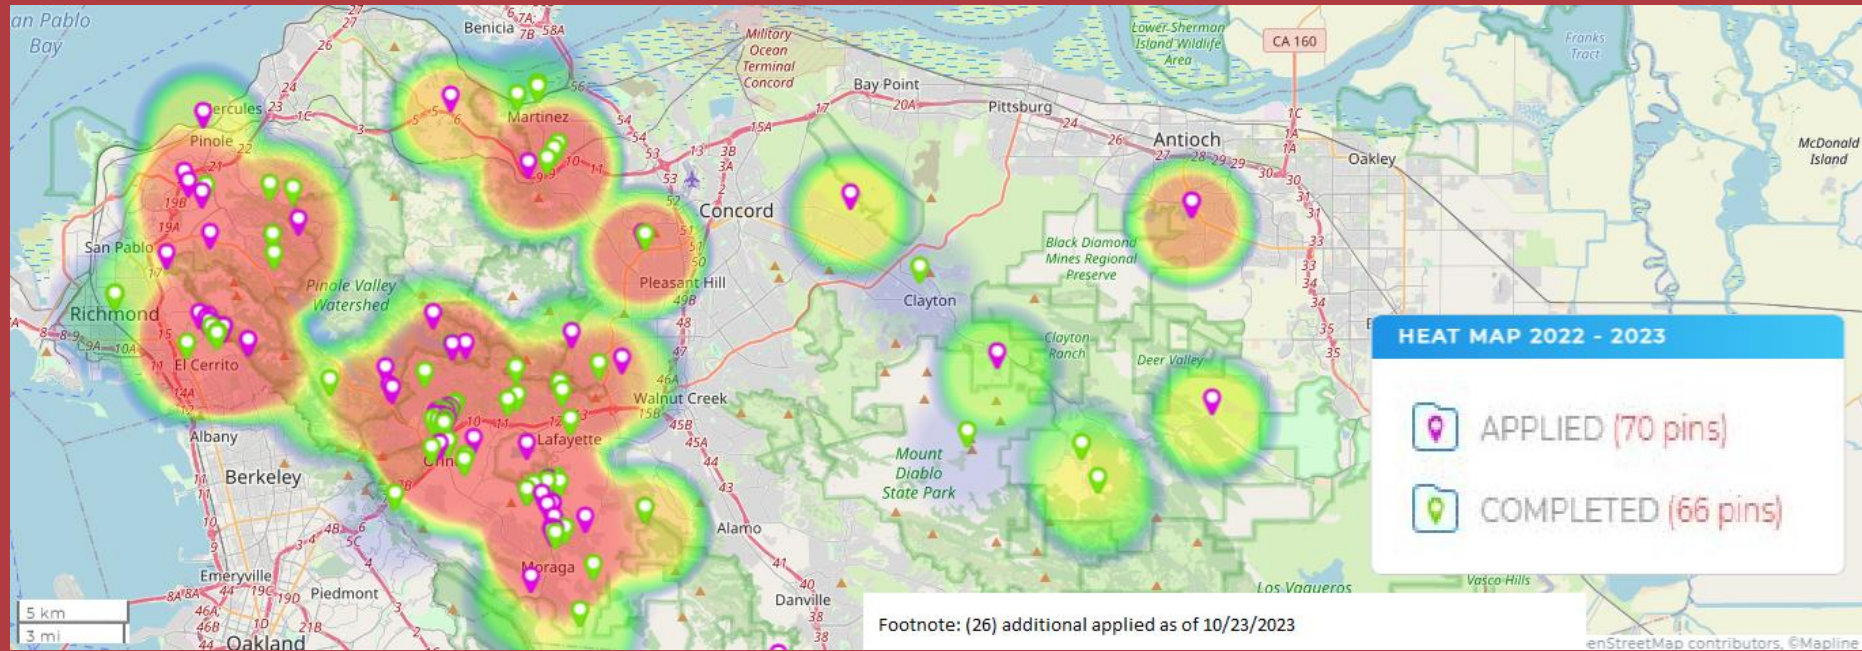 San Pablo
Bay
Benicia
Military
Ocean
Terminal
Concord
Lower Sherman
Island Wildlife
Area
CA 160
Franks
Tract
McDonald
Island
Bay Point
Pittsburg
Antioch
Oakley
Hercules
Pinole
Martinez
Concord
San Pablo
Richmond
El Cerrito
Pinole Valley
Watershed
Pleasant Hill
Clayton
Black Diamond
Mines Regional
Preserve
Clayton
Ranch
Deer Valley
Walnut Creek
Lafayette
Albany
Berkeley
Mount
Diablo
State Park
Alamo
Moraga
Emeryville
Piedmont
Oakland
Danville
Los Vaqueros
Vasco Hills
HEAT MAP 2022 - 2023
APPLIED (70 pins)
COMPLETED (66 pins)
5 km
3 mi
Footnote: (26) additional applied as of 10/23/2023
enStreetMap contributors, ©Mapline